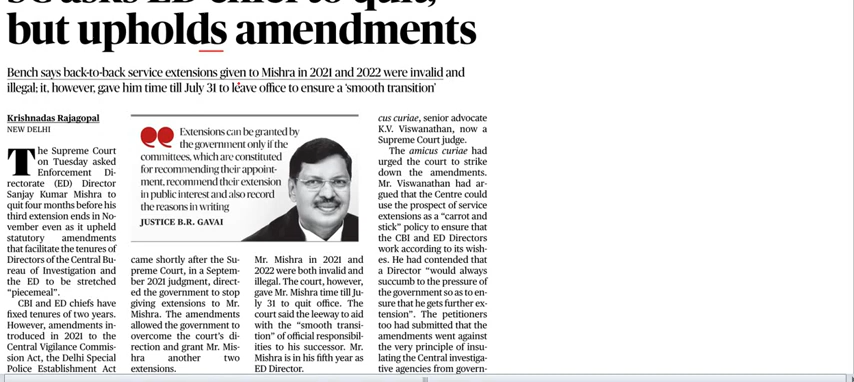 SC asks ED chief to quit,
but upholds amendments
Bench says back-to-back service extensions given to Mishra in 2021 and 2022 were invalid and
illegal; it, however, gave him time till July 31 to leave office to ensure a 'smooth transition'
Krishnadas Rajagopal
NEW DELHI
The Supreme Court
on Tuesday asked
Enforcement Di-
rectorate (ED) Director
Sanjay Kumar Mishra to
quit four months before his
third extension ends in No-
vember even as it upheld
statutory amendments
that facilitate the tenures of
Directors of the Central Bu-
reau of Investigation and
the ED to be stretched
"piecemeal".
CBI and ED chiefs have
fixed tenures of two years.
However, amendments in-
troduced in 2021 to the
Central Vigilance Commis-
sion Act, the Delhi Special
Police Establishment Act
Extensions can be granted by
the government only if the
committees, which are constituted
for recommending their appoint-
ment, recommend their extension
in public interest and also record
the reasons in writing
JUSTICE B.R. GAVAI
came shortly after the Su-
preme Court, in a Septem-
ber 2021 judgment, direct-
ed the government to stop
giving extensions to Mr.
Mishra. The amendments
allowed the government to
overcome the court's di-
rection and grant Mr. Mis-
hra another two
extensions.
Mr. Mishra in 2021 and
2022 were both invalid and
illegal. The court, however,
gave Mr. Mishra time till Ju-
ly 31 to quit office. The
court said the leeway to aid
with the "smooth transi-
tion" of official responsibil-
ities to his successor. Mr.
Mishra is in his fifth year as
ED Director.
cus curiae, senior advocate
K.V. Viswanathan, now a
Supreme Court judge.
The amicus curiae had
urged the court to strike
down the amendments.
Mr. Viswanathan had ar-
gued that the Centre could
use the prospect of service
extensions as a "carrot and
stick" policy to ensure that
the CBI and ED Directors
work according to its wish-
es. He had contended that
a Director "would always
succumb to the pressure of
the government so as to en-
sure that he gets further ex-
tension". The petitioners
too had submitted that the
amendments went against
the very principle of insu-
lating the Central investiga-
tive agencies from govern-